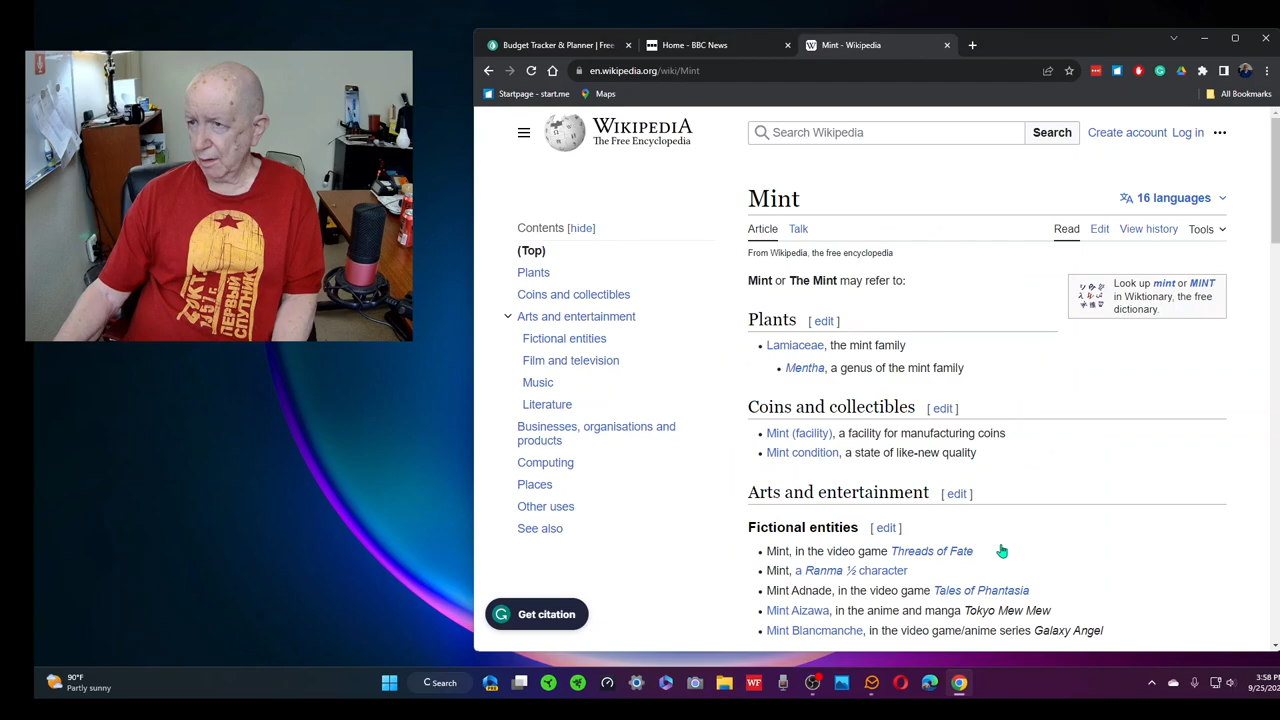 Budget Tracker & Planner | Free
Home - BBC News
Mint - Wikipedia
en.wikipedia.org/wiki/Mint
Startpage - start.me
Maps
All Bookmarks
WIKIPEDIA
The Free Encyclopedia
Search Wikipedia
Search
Create account Log in
Mint
16 languages
Article Talk
Read Edit View history Tools
From Wikipedia, the free encyclopedia
Contents [hide]
(Top)
Plants
Coins and collectibles
Arts and entertainment
Fictional entities
Film and television
Music
Literature
Businesses, organisations and
products
Computing
Places
Other uses
See also
Get citation
Mint or The Mint may refer to:
Look up mint or MINT
in Wiktionary, the free
dictionary.
Plants [ edit ]
Lamiaceae, the mint family
Mentha, a genus of the mint family
Coins and collectibles [ edit ]
Mint (facility), a facility for manufacturing coins
Mint condition, a state of like-new quality
Arts and entertainment [ edit ]
Fictional entities [ edit ]
Mint, in the video game Threads of Fate
Mint, a Ranma ½ character
Mint Adnade, in the video game Tales of Phantasia
Mint Aizawa, in the anime and manga Tokyo Mew Mew
Mint Blancmanche, in the video game/anime series Galaxy Angel
ПЕРВЫЙ
СПУТНИК
90°F
Partly sunny
Search
PRE
WF
3:58 PM
9/25/20